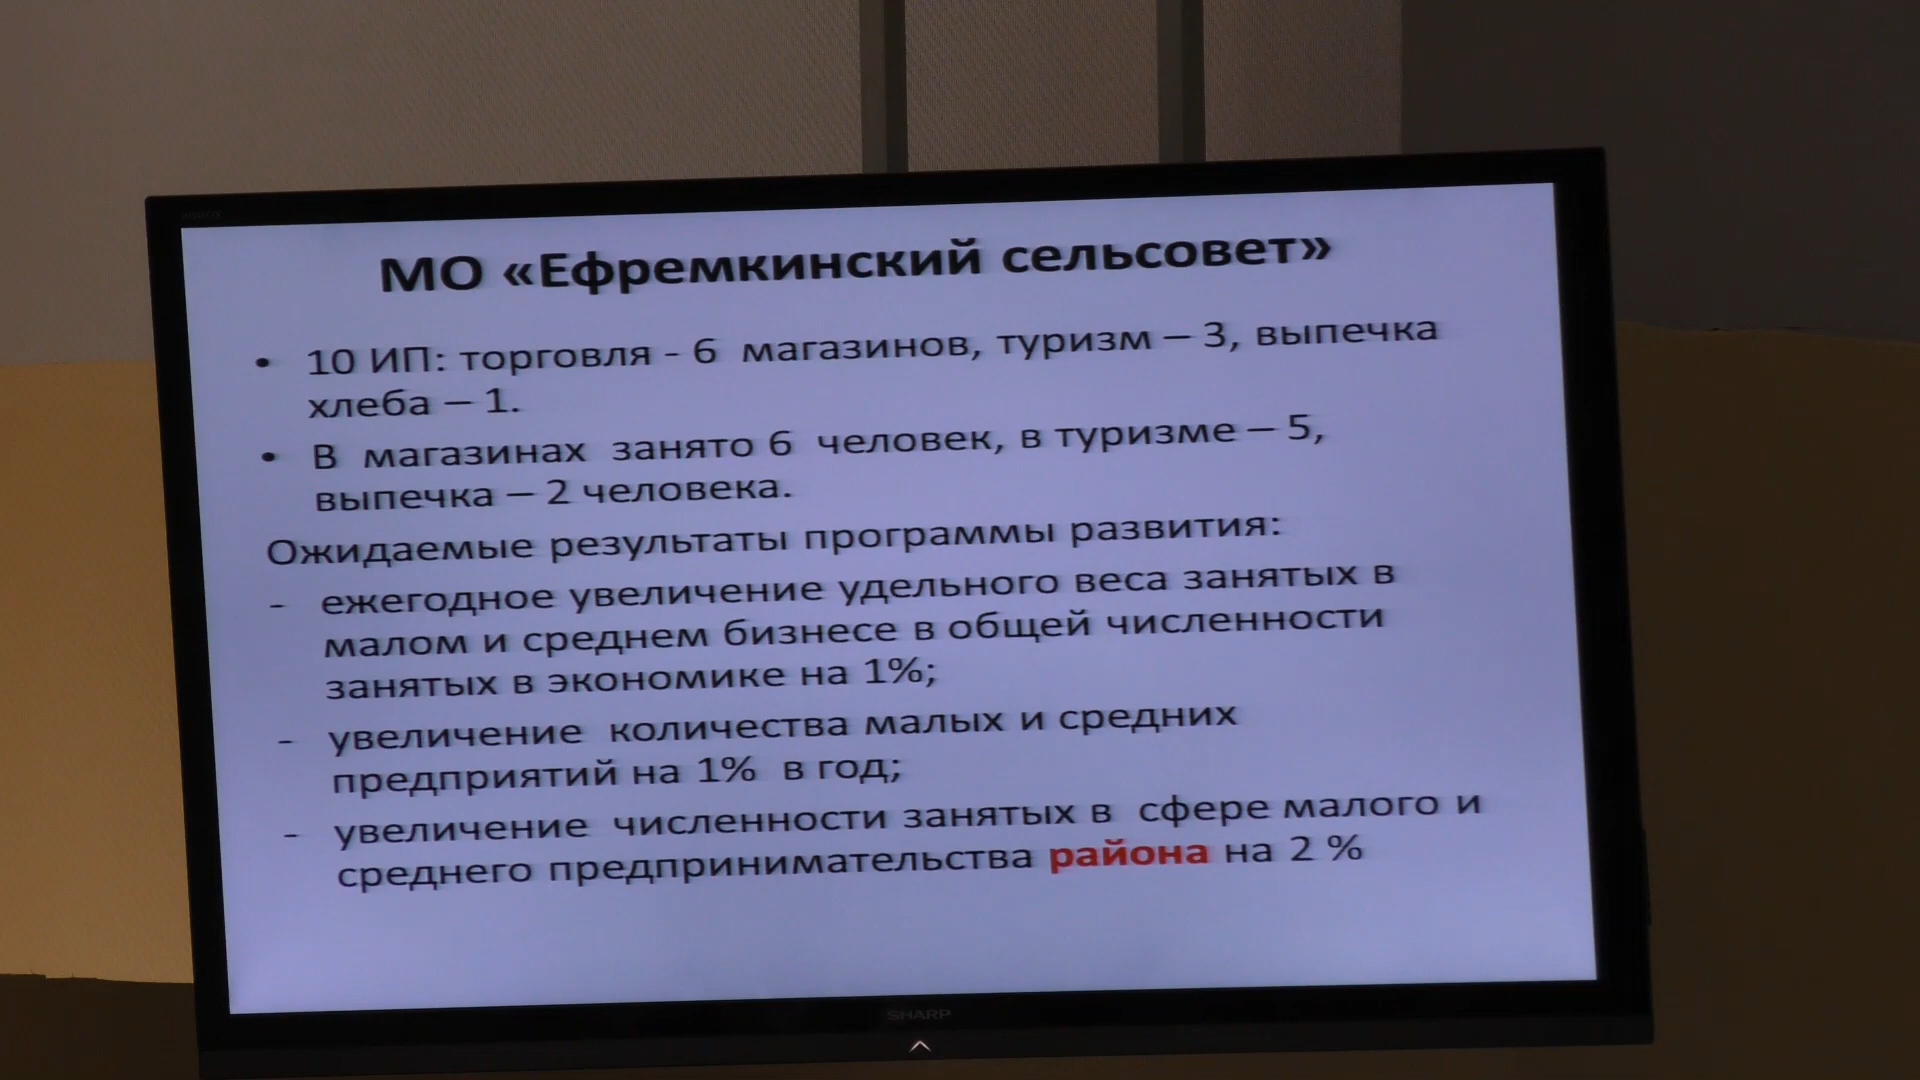 МО «Ефремкинский сельсовет»
• 10 ИП: торговля - 6 магазинов, туризм – 3, выпечка
хлеба – 1.
• В магазинах занято 6 человек, в туризме – 5,
выпечка – 2 человека.
Ожидаемые результаты программы развития:
- ежегодное увеличение удельного веса занятых в
малом и среднем бизнесе в общей численности
занятых в экономике на 1%;
- увеличение количества малых и средних
предприятий на 1% в год;
- увеличение численности занятых в сфере малого и
среднего предпринимательства района на 2 %
SHARP